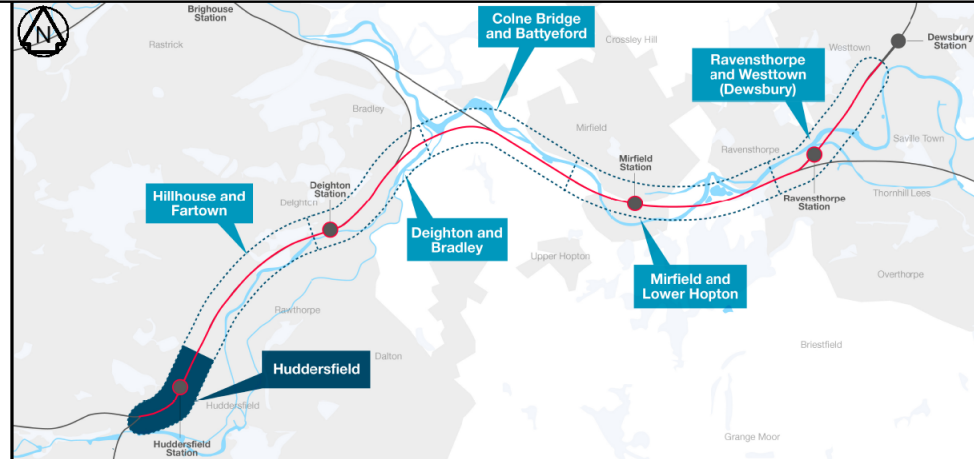 Brighouse
Station
N
Rastrick
Colne Bridge
and Battyeford
Crossley Hill
Westtown
Dewsbury
Station
Ravensthorpe
and Westtown
(Dewsbury)
Bradley
Mirfield
Ravensthorpe
Saville Town
Mirfield
Station
Deighton
Station
Deighton
Hillhouse and
Fartown
Thornhill Lees
Ravensthorpe
Station
Deighton and
Bradley
Upper Hopton
Mirfield and
Lower Hopton
Overthorpe
Rawthorpe
Briestfield
Dalton
Huddersfield
Huddersfield
Huddersfield
Station
Grange Moor